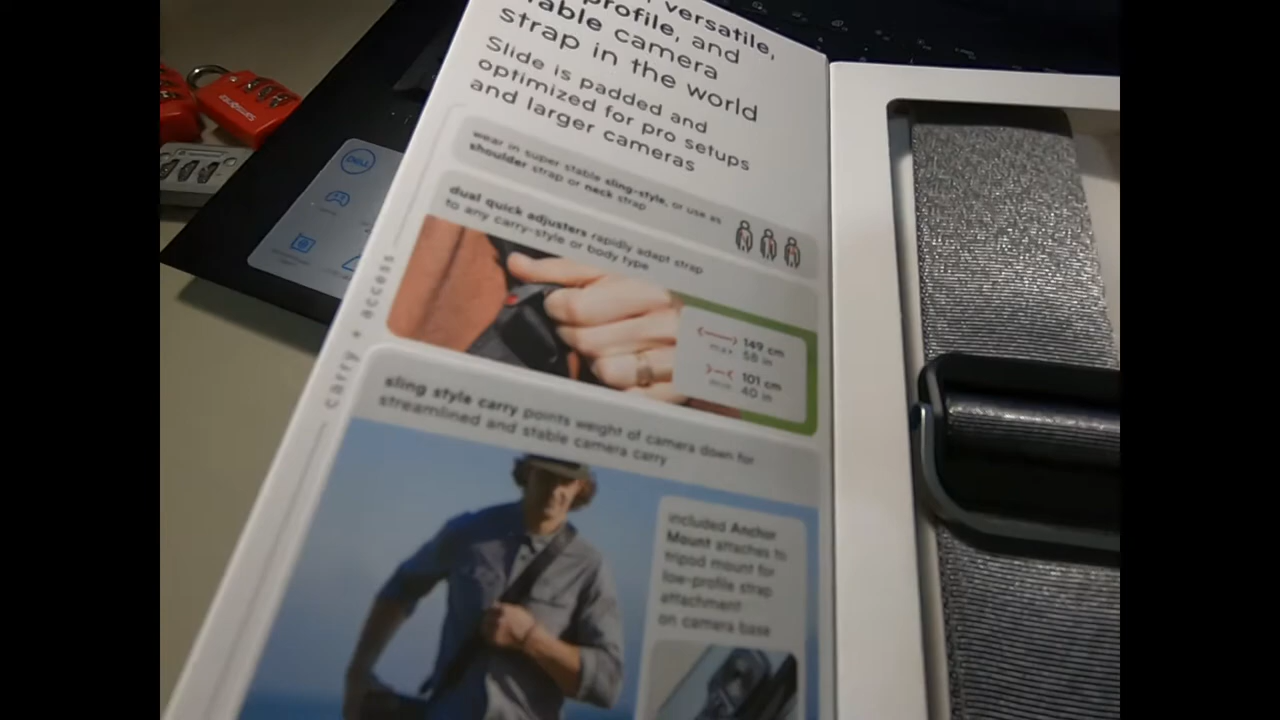 versatile,
profile, and
camera
strap in the world
Slide is padded and
optimized for pro setups
and larger cameras
wear in super stable sling-style, or use as
shoulder strap or neck strap
dual quick adjusters rapidly adapt strap
to any carry-style or body type
149 cm
max 58 in
101 cm
min 40 in
carry + access
sling style carry points weight of camera down for
streamlined and stable camera carry
included Anchor
Mount attaches to
tripod mount for
low-profile strap
attachment
on camera base
DELL